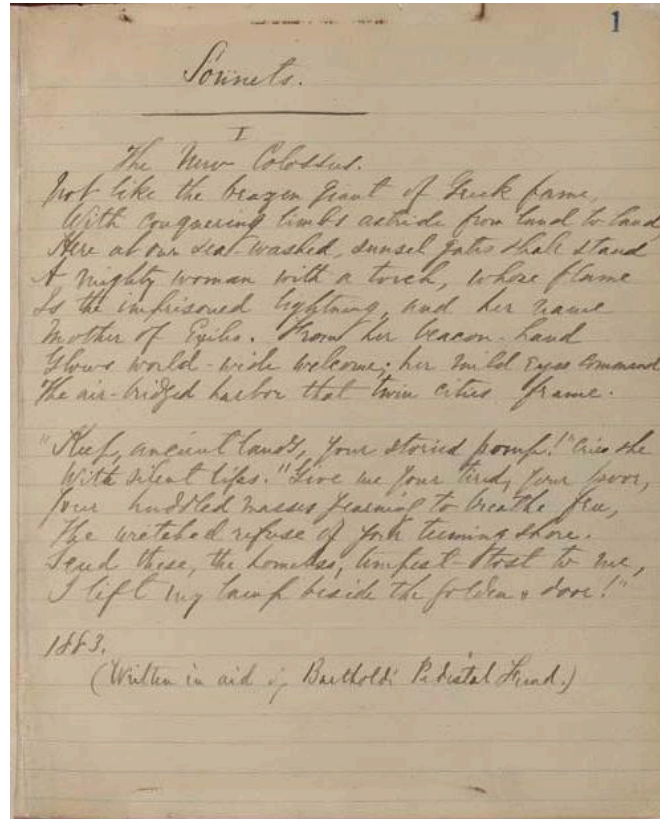 1
Sonnets.
I
The New Colossus.
Not like the brazen giant of Greek fame,
With conquering limbs astride from land to land
Here at our sea-washed, sunset gates shall stand
A mighty woman with a torch, whose flame
Is the imprisoned lightning, and her name
Mother of Exiles. From her beacon-hand
Glows world-wide welcome; her mild eyes command
The air-bridged harbor that twin cities frame.
"Keep, ancient lands, your storied pomp!" cries she
With silent lips. "Give me your tired, your poor,
Your huddled masses yearning to breathe free,
The wretched refuse of your teeming shore.
Send these, the homeless, tempest-tost to me,
I lift my lamp beside the golden door!"
1883.
(Written in aid of Bartholdi Pedestal Fund.)